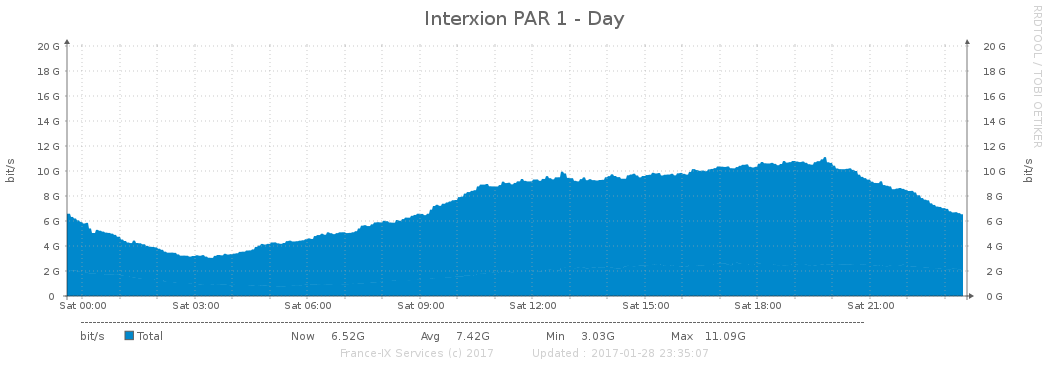 Interxion PAR 1 - Day
RRDTOOL / TOBI OETIKER
20 G 20 G
18 G 18 G
16 G 16 G
14 G 14 G
12 G 12 G
10 G 10 G
8 G 8 G
6 G 6 G
4 G 4 G
2 G 2 G
0 0 G
bit/s
bit/s
Sat 00:00 Sat 03:00 Sat 06:00 Sat 09:00 Sat 12:00 Sat 15:00 Sat 18:00 Sat 21:00
bit/s Total Now 6.52G Avg 7.42G Min 3.03G Max 11.09G
France-IX Services (c) 2017 Updated : 2017-01-28 23:35:07